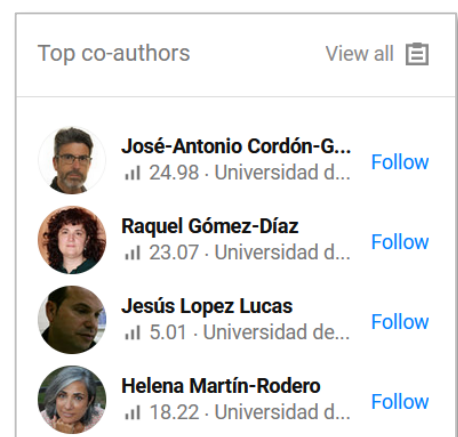 Top co-authors View all
José-Antonio Cordón-G...
24.98 · Universidad d...
Follow
Raquel Gómez-Díaz
23.07 · Universidad d...
Follow
Jesús Lopez Lucas
5.01 · Universidad de...
Follow
Helena Martín-Rodero
18.22 · Universidad d...
Follow